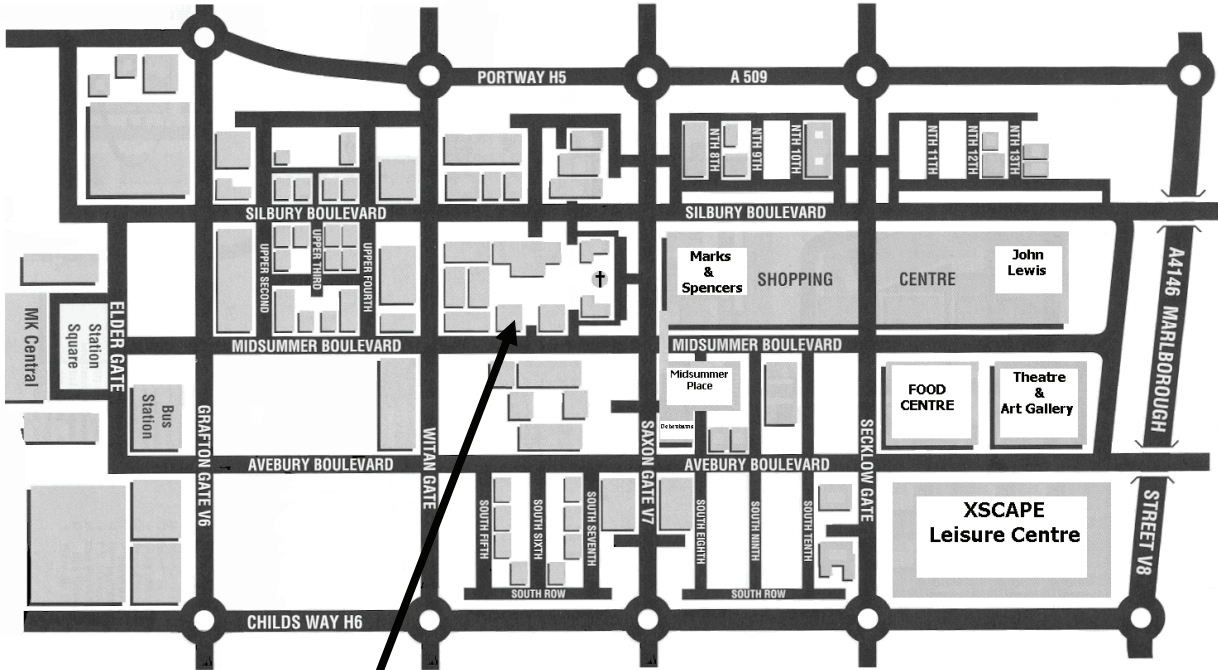 PORTWAY H5
A 509
NTH 8TH
NTH 9TH
NTH 10TH
NTH 11TH
NTH 12TH
NTH 13TH
SILBURY BOULEVARD
SILBURY BOULEVARD
UPPER SECOND
UPPER THIRD
UPPER FOURTH
Marks
&
Spencers
SHOPPING
CENTRE
John
Lewis
A4146 MARLBOROUGH
STREET V8
MK Central
Station
Square
ELDER GATE
MIDSUMMER BOULEVARD
MIDSUMMER BOULEVARD
Bus
Station
GRAFTON GATE V6
WITAN GATE
Midsummer
Place
Debenhams
SAXON GATE V7
SECKLOW GATE
FOOD
CENTRE
Theatre
&
Art Gallery
AVEBURY BOULEVARD
AVEBURY BOULEVARD
SOUTH FIFTH
SOUTH SIXTH
SOUTH SEVENTH
SOUTH EIGHTH
SOUTH NINTH
SOUTH TENTH
XSCAPE
Leisure Centre
SOUTH ROW
SOUTH ROW
CHILDS WAY H6